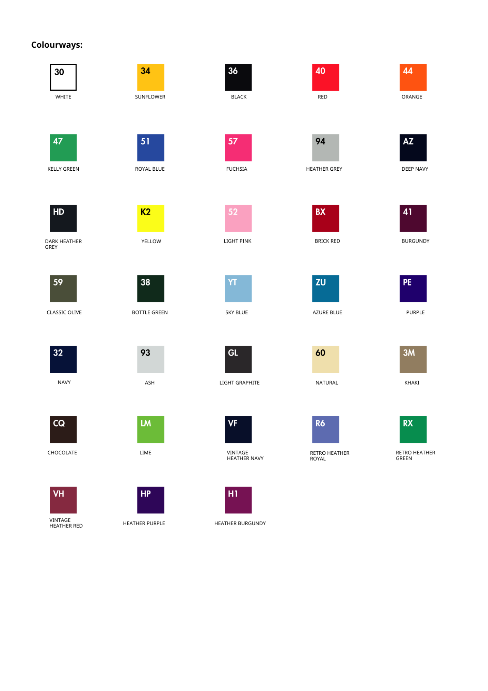 Colourways:
30 34 36 40 44
WHITE SUNFLOWER BLACK RED ORANGE
47 51 57 94 AZ
KELLY GREEN ROYAL BLUE FUCHSIA HEATHER GREY DEEP NAVY
HD K2 52 BX 41
DARK HEATHER
GREY
YELLOW LIGHT PINK BRICK RED BURGUNDY
59 38 YT ZU PE
CLASSIC OLIVE BOTTLE GREEN SKY BLUE AZURE BLUE PURPLE
32 93 GL 60 3M
NAVY ASH LIGHT GRAPHITE NATURAL KHAKI
CQ LM VF R6 RX
CHOCOLATE LIME
VINTAGE
HEATHER NAVY
RETRO HEATHER
ROYAL
RETRO HEATHER
GREEN
VH HP H1
VINTAGE
HEATHER RED
HEATHER PURPLE HEATHER BURGUNDY